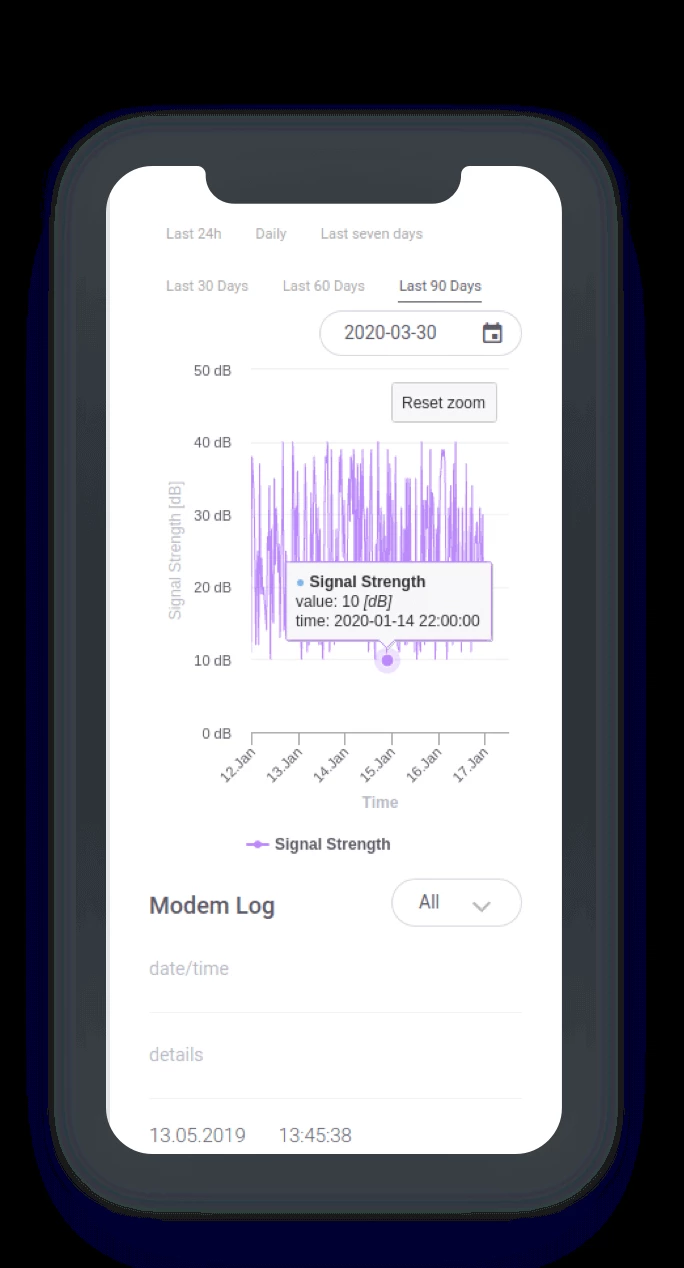 Last 24h Daily Last seven days
Last 30 Days Last 60 Days Last 90 Days
2020-03-30
50 dB
Reset zoom
40 dB
Signal Strength [dB]
30 dB
Signal Strength
value: 10 [dB]
time: 2020-01-14 22:00:00
20 dB
10 dB
0 dB
12.Jan 13.Jan 14.Jan 15.Jan 16.Jan 17.Jan
Time
Signal Strength
Modem Log All
date/time
details
13.05.2019 13:45:38